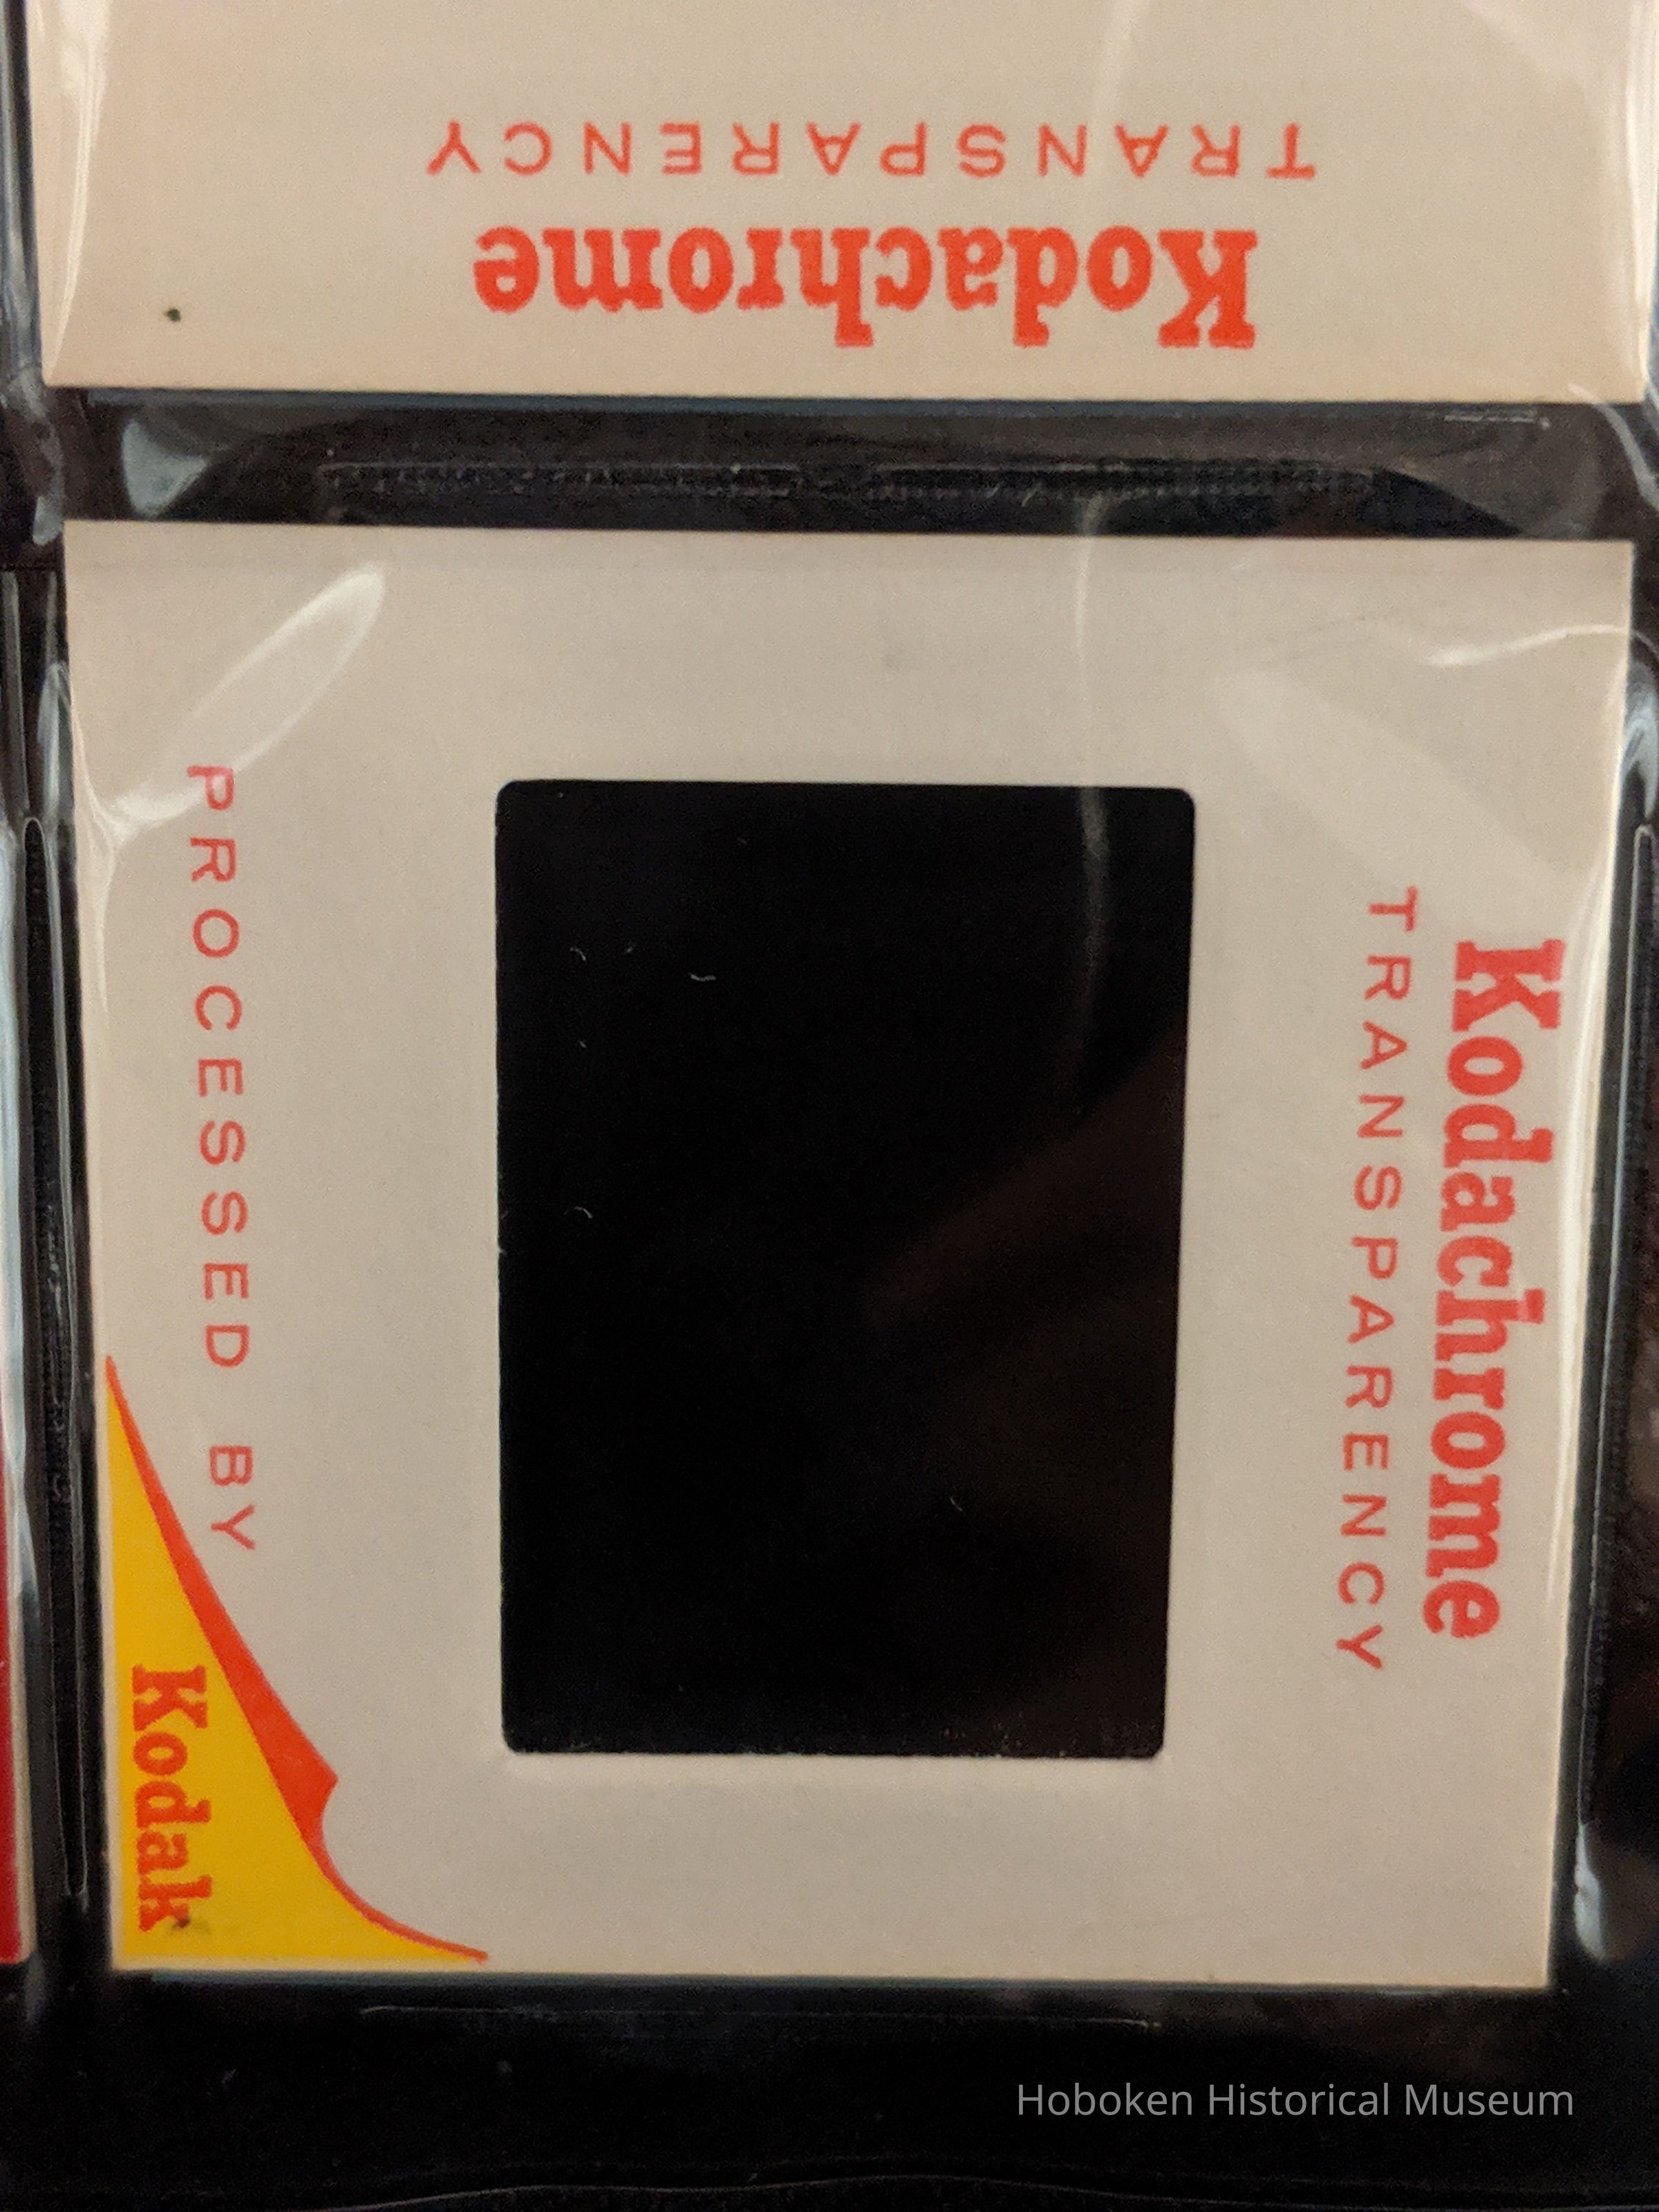 Kodachrome
TRANSPARENCY
Kodachrome
TRANSPARENCY
PROCESSED BY
Kodak
Hoboken Historical Museum